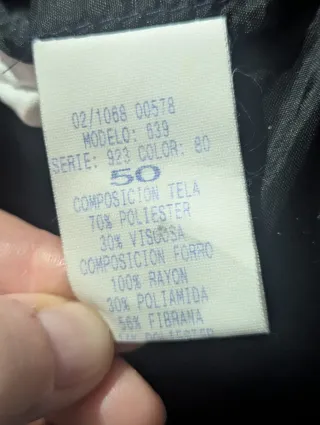 02/1068 00578
MODELO: 639
SERIE: 923 COLOR: 80
50
COMPOSICION TELA
70% POLIESTER
30% VISCOSA
COMPOSICION FORRO
100% RAYON
30% POLIAMIDA
56% FIBRANA
POLIESTER